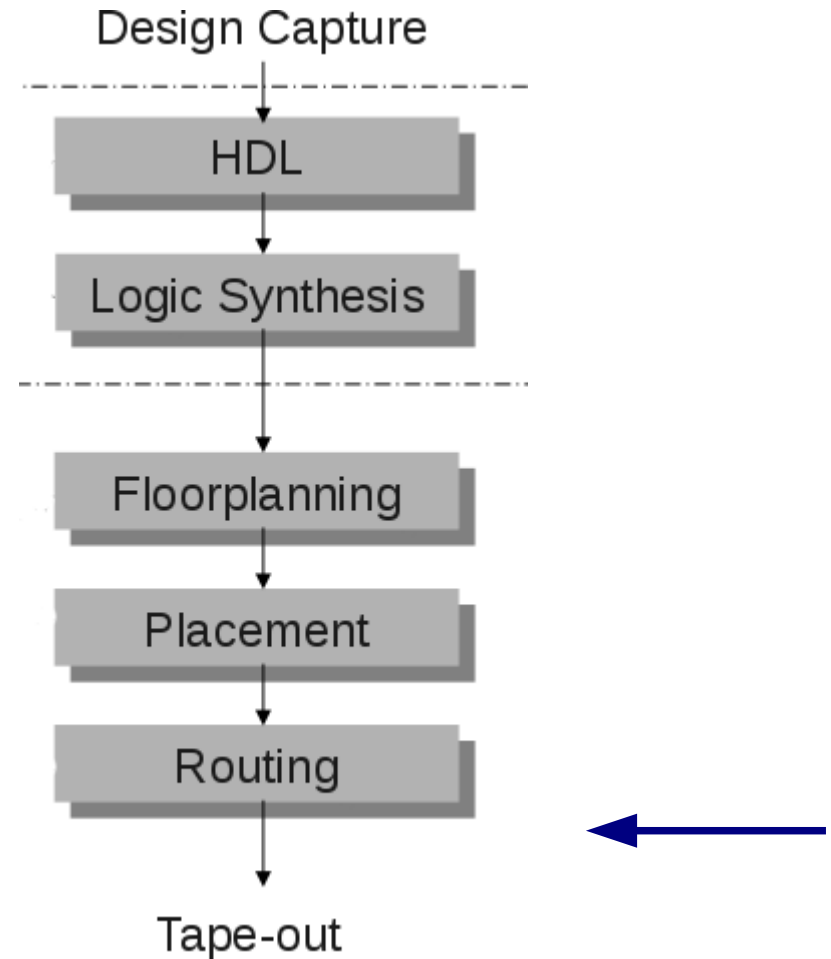 Design Capture
HDL
Logic Synthesis
Floorplanning
Placement
Routing
Tape-out